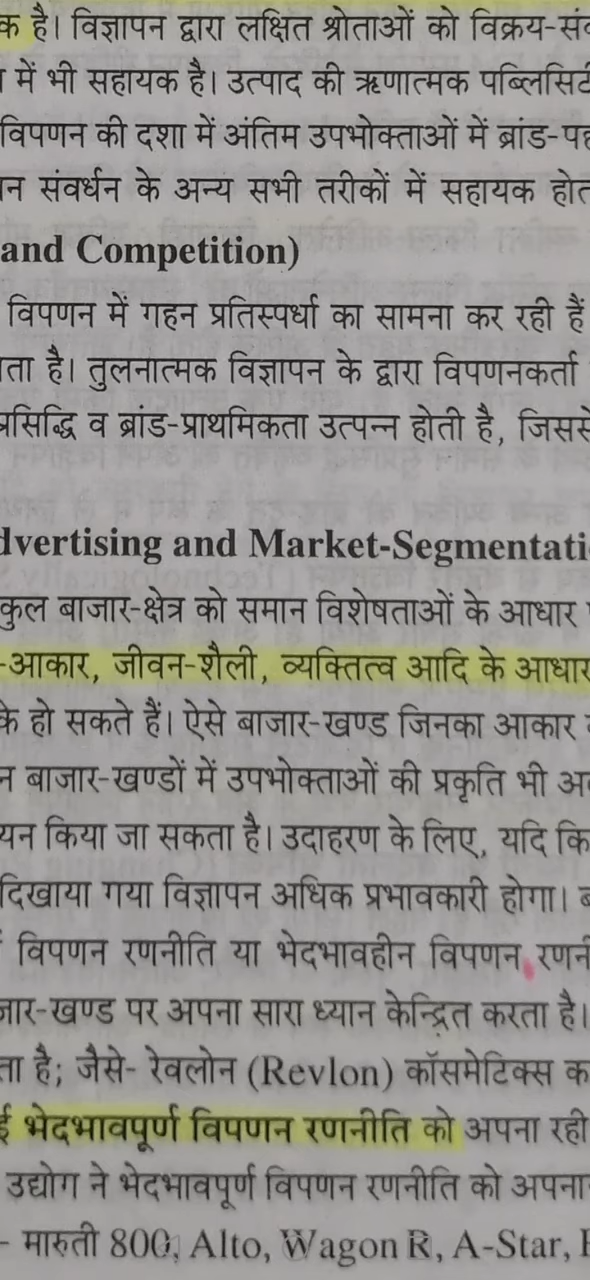 क है। विज्ञापन द्वारा लक्षित श्रोताओं को विक्रय-
में भी सहायक है। उत्पाद की ऋणात्मक पब्लिसिटी
विपणन की दशा में अंतिम उपभोक्ताओं में ब्रांड-
न संवर्धन के अन्य सभी तरीकों में सहायक
and Competition)
विपणन में गहन प्रतिस्पर्धा का सामना कर रही हैं
ता है। तुलनात्मक विज्ञापन के द्वारा विपणनकर्ता
प्रसिद्धि व ब्रांड-प्राथमिकता उत्पन्न होती है, जिससे
dvertising and Market-Segmentati
कुल बाजार-क्षेत्र को समान विशेषताओं के आधार
-आकार, जीवन-शैली, व्यक्तित्व आदि के आधार
के हो सकते हैं। ऐसे बाजार-खण्ड जिनका आकार
न बाजार-खण्डों में उपभोक्ताओं की प्रकृति भी
यन किया जा सकता है। उदाहरण के लिए, यदि कि
दिखाया गया विज्ञापन अधिक प्रभावकारी होगा।
विपणन रणनीति या भेदभावहीन विपणन
जार-खण्ड पर अपना सारा ध्यान केन्द्रित करता है।
ता है; जैसे- रेवलोन (Revlon) कॉसमेटिक्स क
ई भेदभावपूर्ण विपणन रणनीति को अपना रही
उद्योग ने भेदभावपूर्ण विपणन रणनीति को अपना
- मारुती 800, Alto, Wagon R, A-Star,